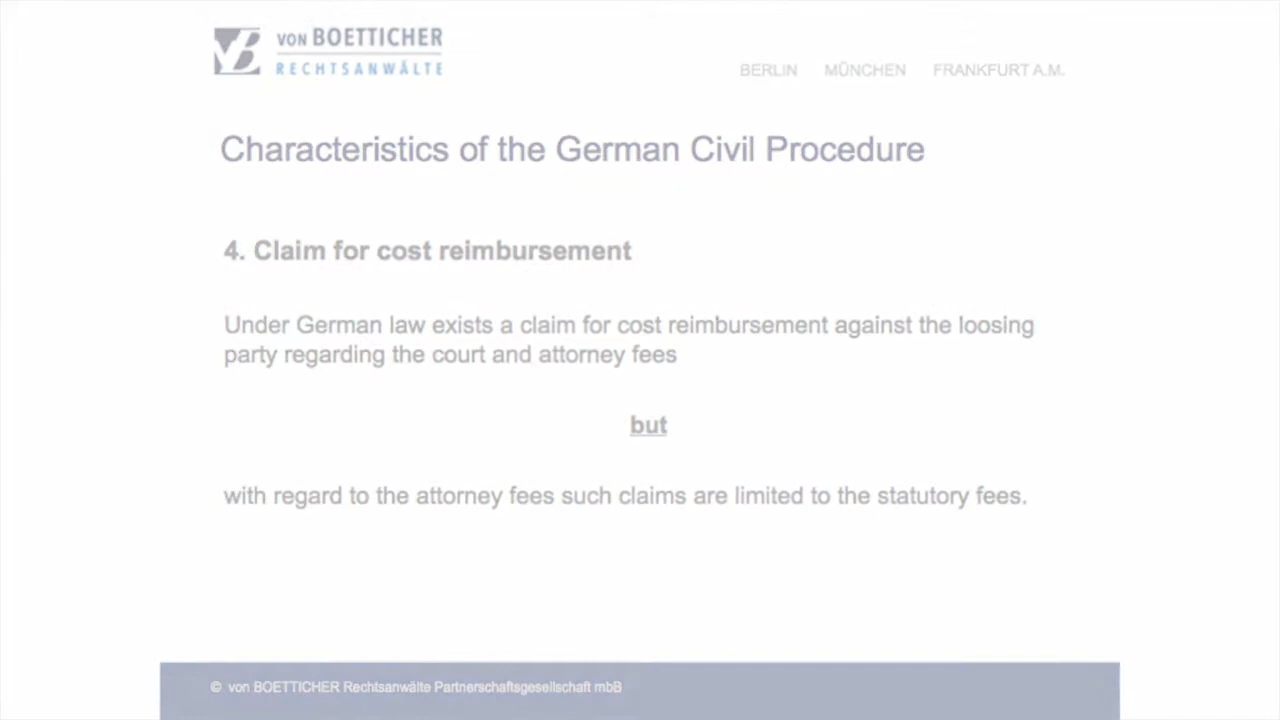 VON BOETTICHER
RECHTSANWÄLTE
BERLIN MÜNCHEN FRANKFURT A.M.
Characteristics of the German Civil Procedure
4. Claim for cost reimbursement
Under German law exists a claim for cost reimbursement against the loosing
party regarding the court and attorney fees
but
with regard to the attorney fees such claims are limited to the statutory fees.
© von BOETTICHER Rechtsanwälte Partnerschaftsgesellschaft mbB